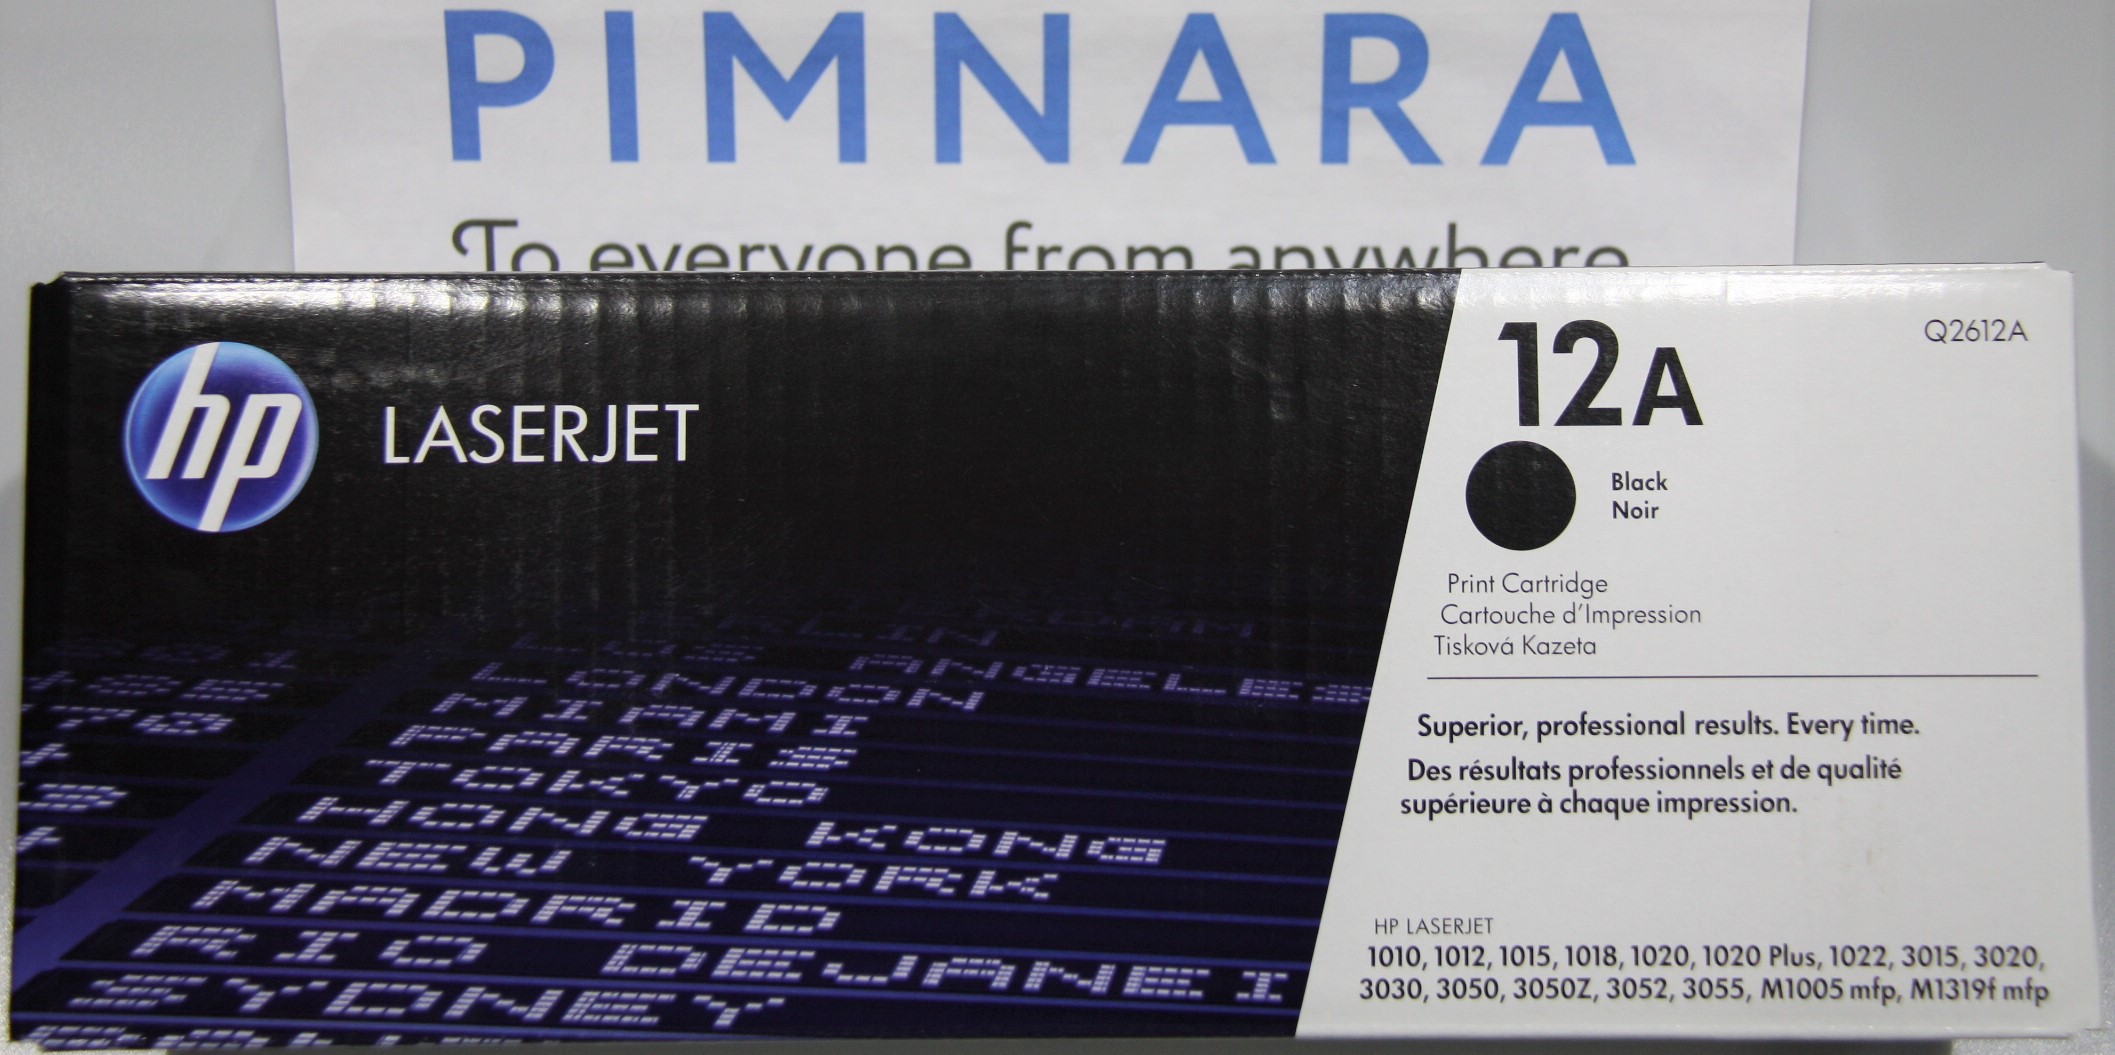 PIMNARA
To everyone from anywhere
hp
LASERJET
12A
Q2612A
Black
Noir
Print Cartridge
Cartouche d'Impression
Tisková Kazeta
Superior, professional results. Every time.
Des résultats professionnels et de qualité
supérieure à chaque impression.
HP LASERJET
1010, 1012, 1015, 1018, 1020, 1020 Plus, 1022, 3015, 3020,
3030, 3050, 3050Z, 3052, 3055, M1005 mfp, M1319f mfp
ANGELES
LONDON
MIAMI
PARIS
TOKYO
HONG KONG
NEW YORK
MADRID
RIO DEJANEI
SYDNEY